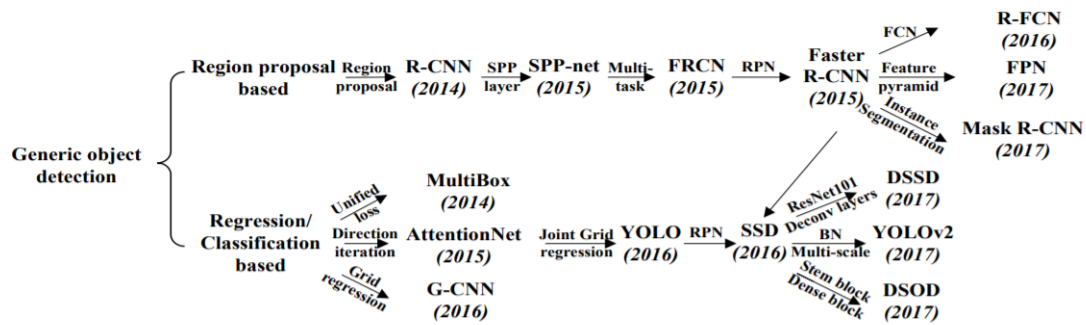 Generic object
detection
Region proposal
based
Region
proposal
R-CNN
(2014)
SPP
layer
SPP-net
(2015)
Multi-
task
FRCN
(2015)
RPN
Faster
R-CNN
(2015)
FCN
R-FCN
(2016)
Feature
pyramid
FPN
(2017)
Instance
Segmentation
Mask R-CNN
(2017)
Regression/
Classification
based
Unified
loss
MultiBox
(2014)
Direction
iteration
AttentionNet
(2015)
Grid
regression
G-CNN
(2016)
Joint Grid
regression
YOLO
(2016)
RPN
SSD
(2016)
ResNet101
Deconv layers
DSSD
(2017)
BN
Multi-scale
YOLOv2
(2017)
Stem block
Dense block
DSOD
(2017)